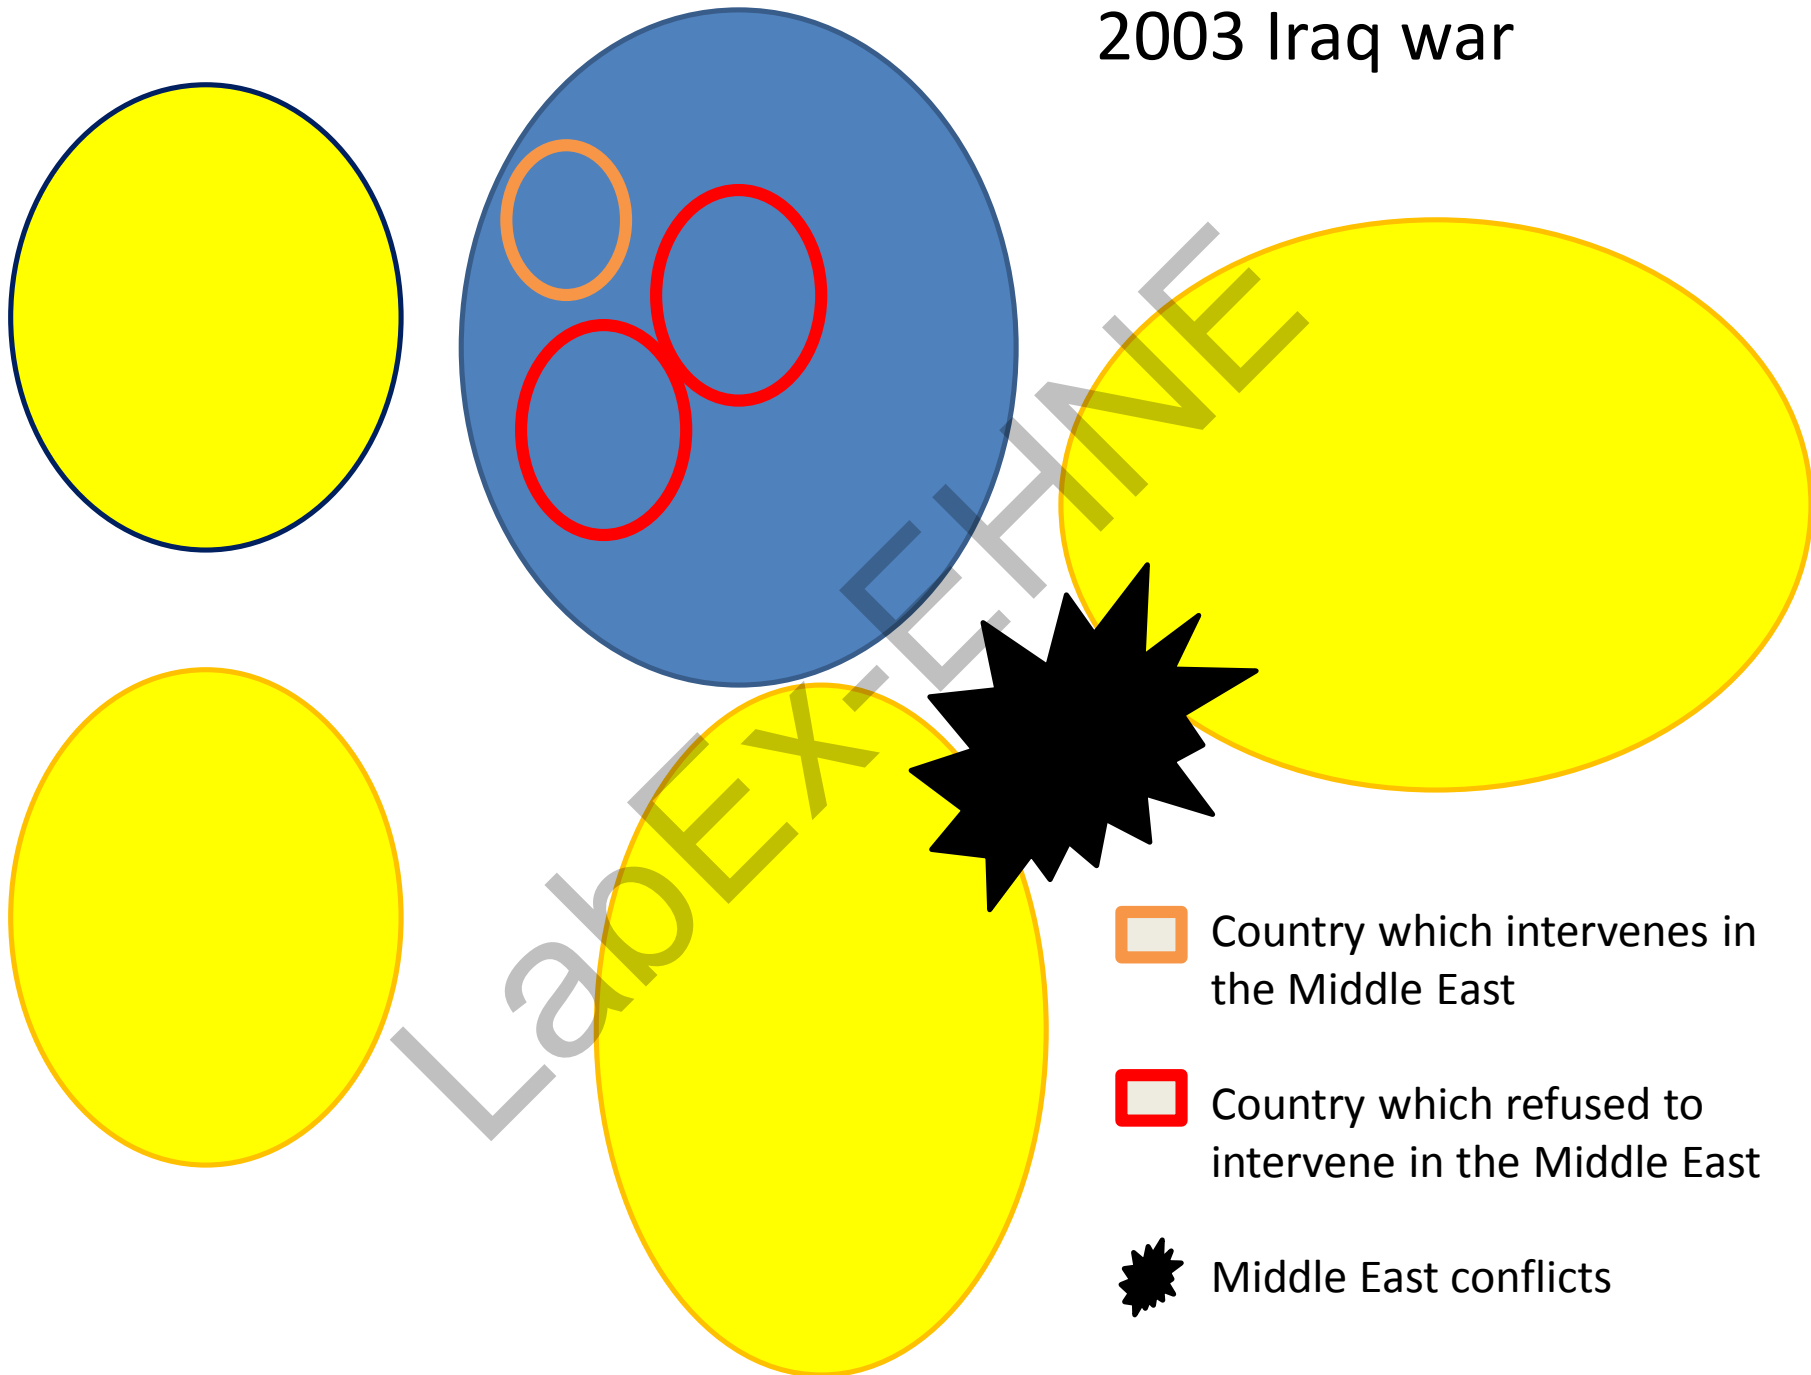 2003 Iraq war
LabEx-EHNE
Country which intervenes in
the Middle East
Country which refused to
intervene in the Middle East
Middle East conflicts